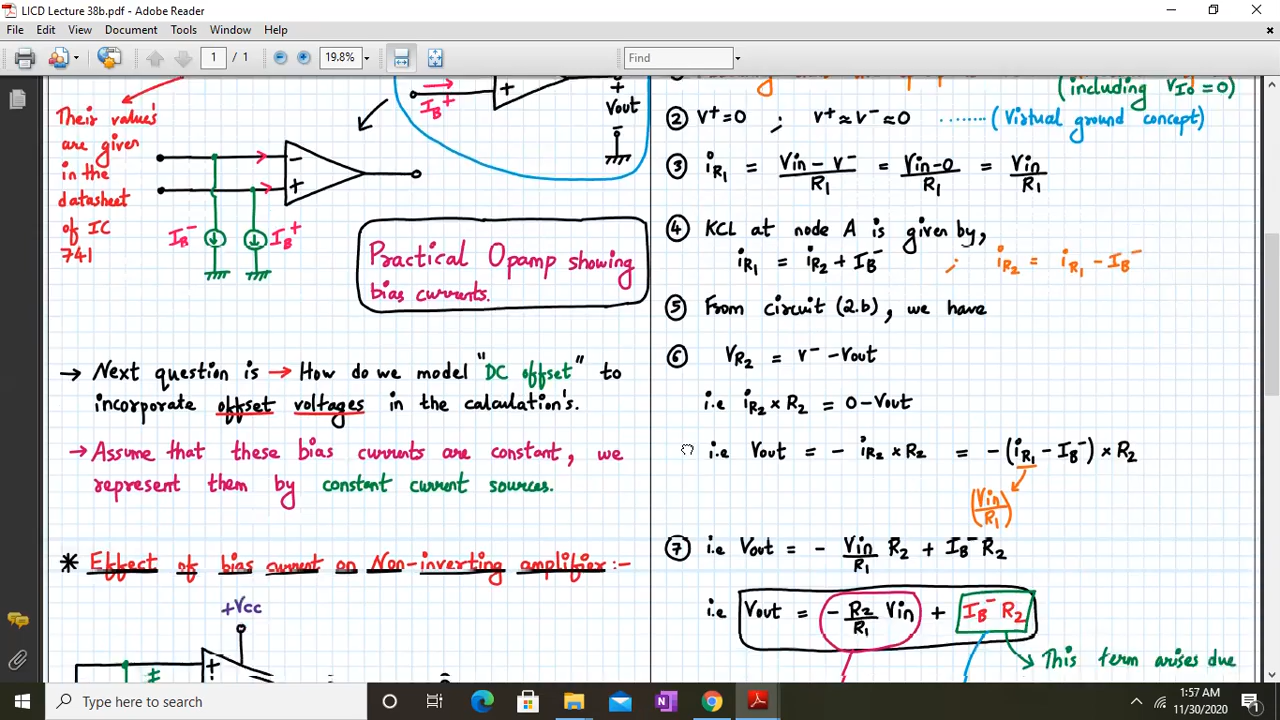 LICD Lecture 38b.pdf - Adobe Reader
File Edit View Document Tools Window Help
1 / 1 19.8% Find
Their values
are given
in the
datasheet
of IC
741
IB+
+
+
Vout
-
-
+
IB-
IB+
Practical Opamp showing
bias currents.
→ Next question is → How do we model "DC offset" to
incorporate offset voltages in the calculation's.
→ Assume that these bias currents are constant, we
represent them by constant current sources.
* Effect of bias current on Non-inverting amplifier :-
+Vcc
+
(including VIO = 0)
② V+ = 0 ; V+ ≈ V- ≈ 0 ........ (Virtual ground concept)
③ iR1 = Vin - V- / R1 = Vin - 0 / R1 = Vin / R1
④ KCL at node A is given by,
iR1 = iR2 + IB- ; iR2 = iR1 - IB-
⑤ From circuit (2.b), we have
⑥ VR2 = V- - Vout
i.e iR2 × R2 = 0 - Vout
i.e Vout = - iR2 × R2 = - (iR1 - IB-) × R2
(Vin / R1)
⑦ i.e Vout = - Vin / R1 R2 + IB- R2
i.e Vout = - R2 / R1 Vin + IB- R2
This term arises due
Type here to search
1:57 AM
11/30/2020